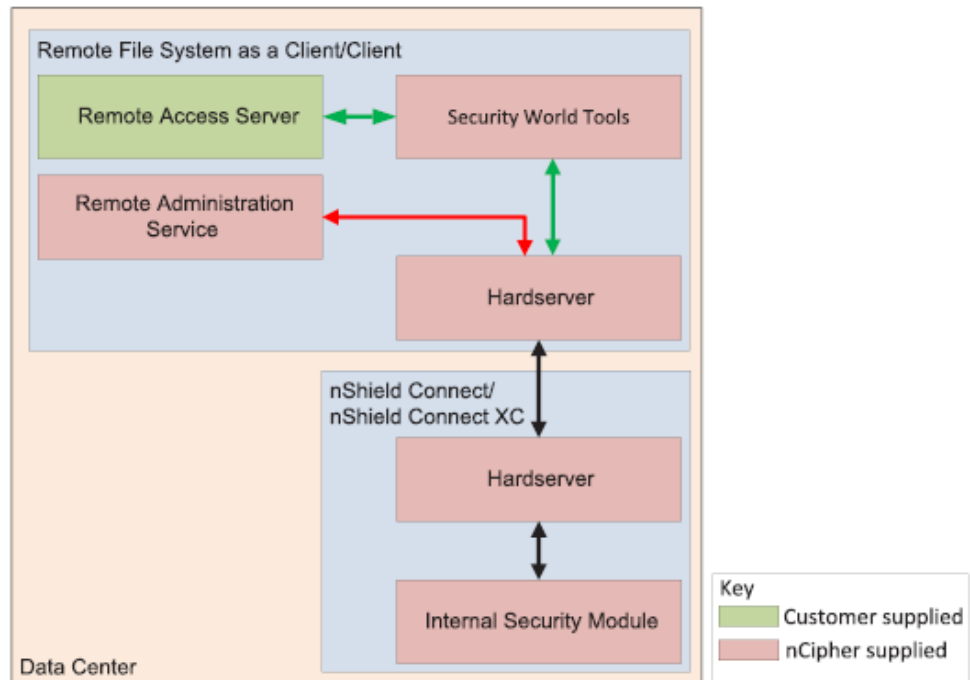 Remote File System as a Client/Client
Remote Access Server
Security World Tools
Remote Administration
Service
Hardserver
nShield Connect/
nShield Connect XC
Hardserver
Internal Security Module
Data Center
Key
Customer supplied
nCipher supplied